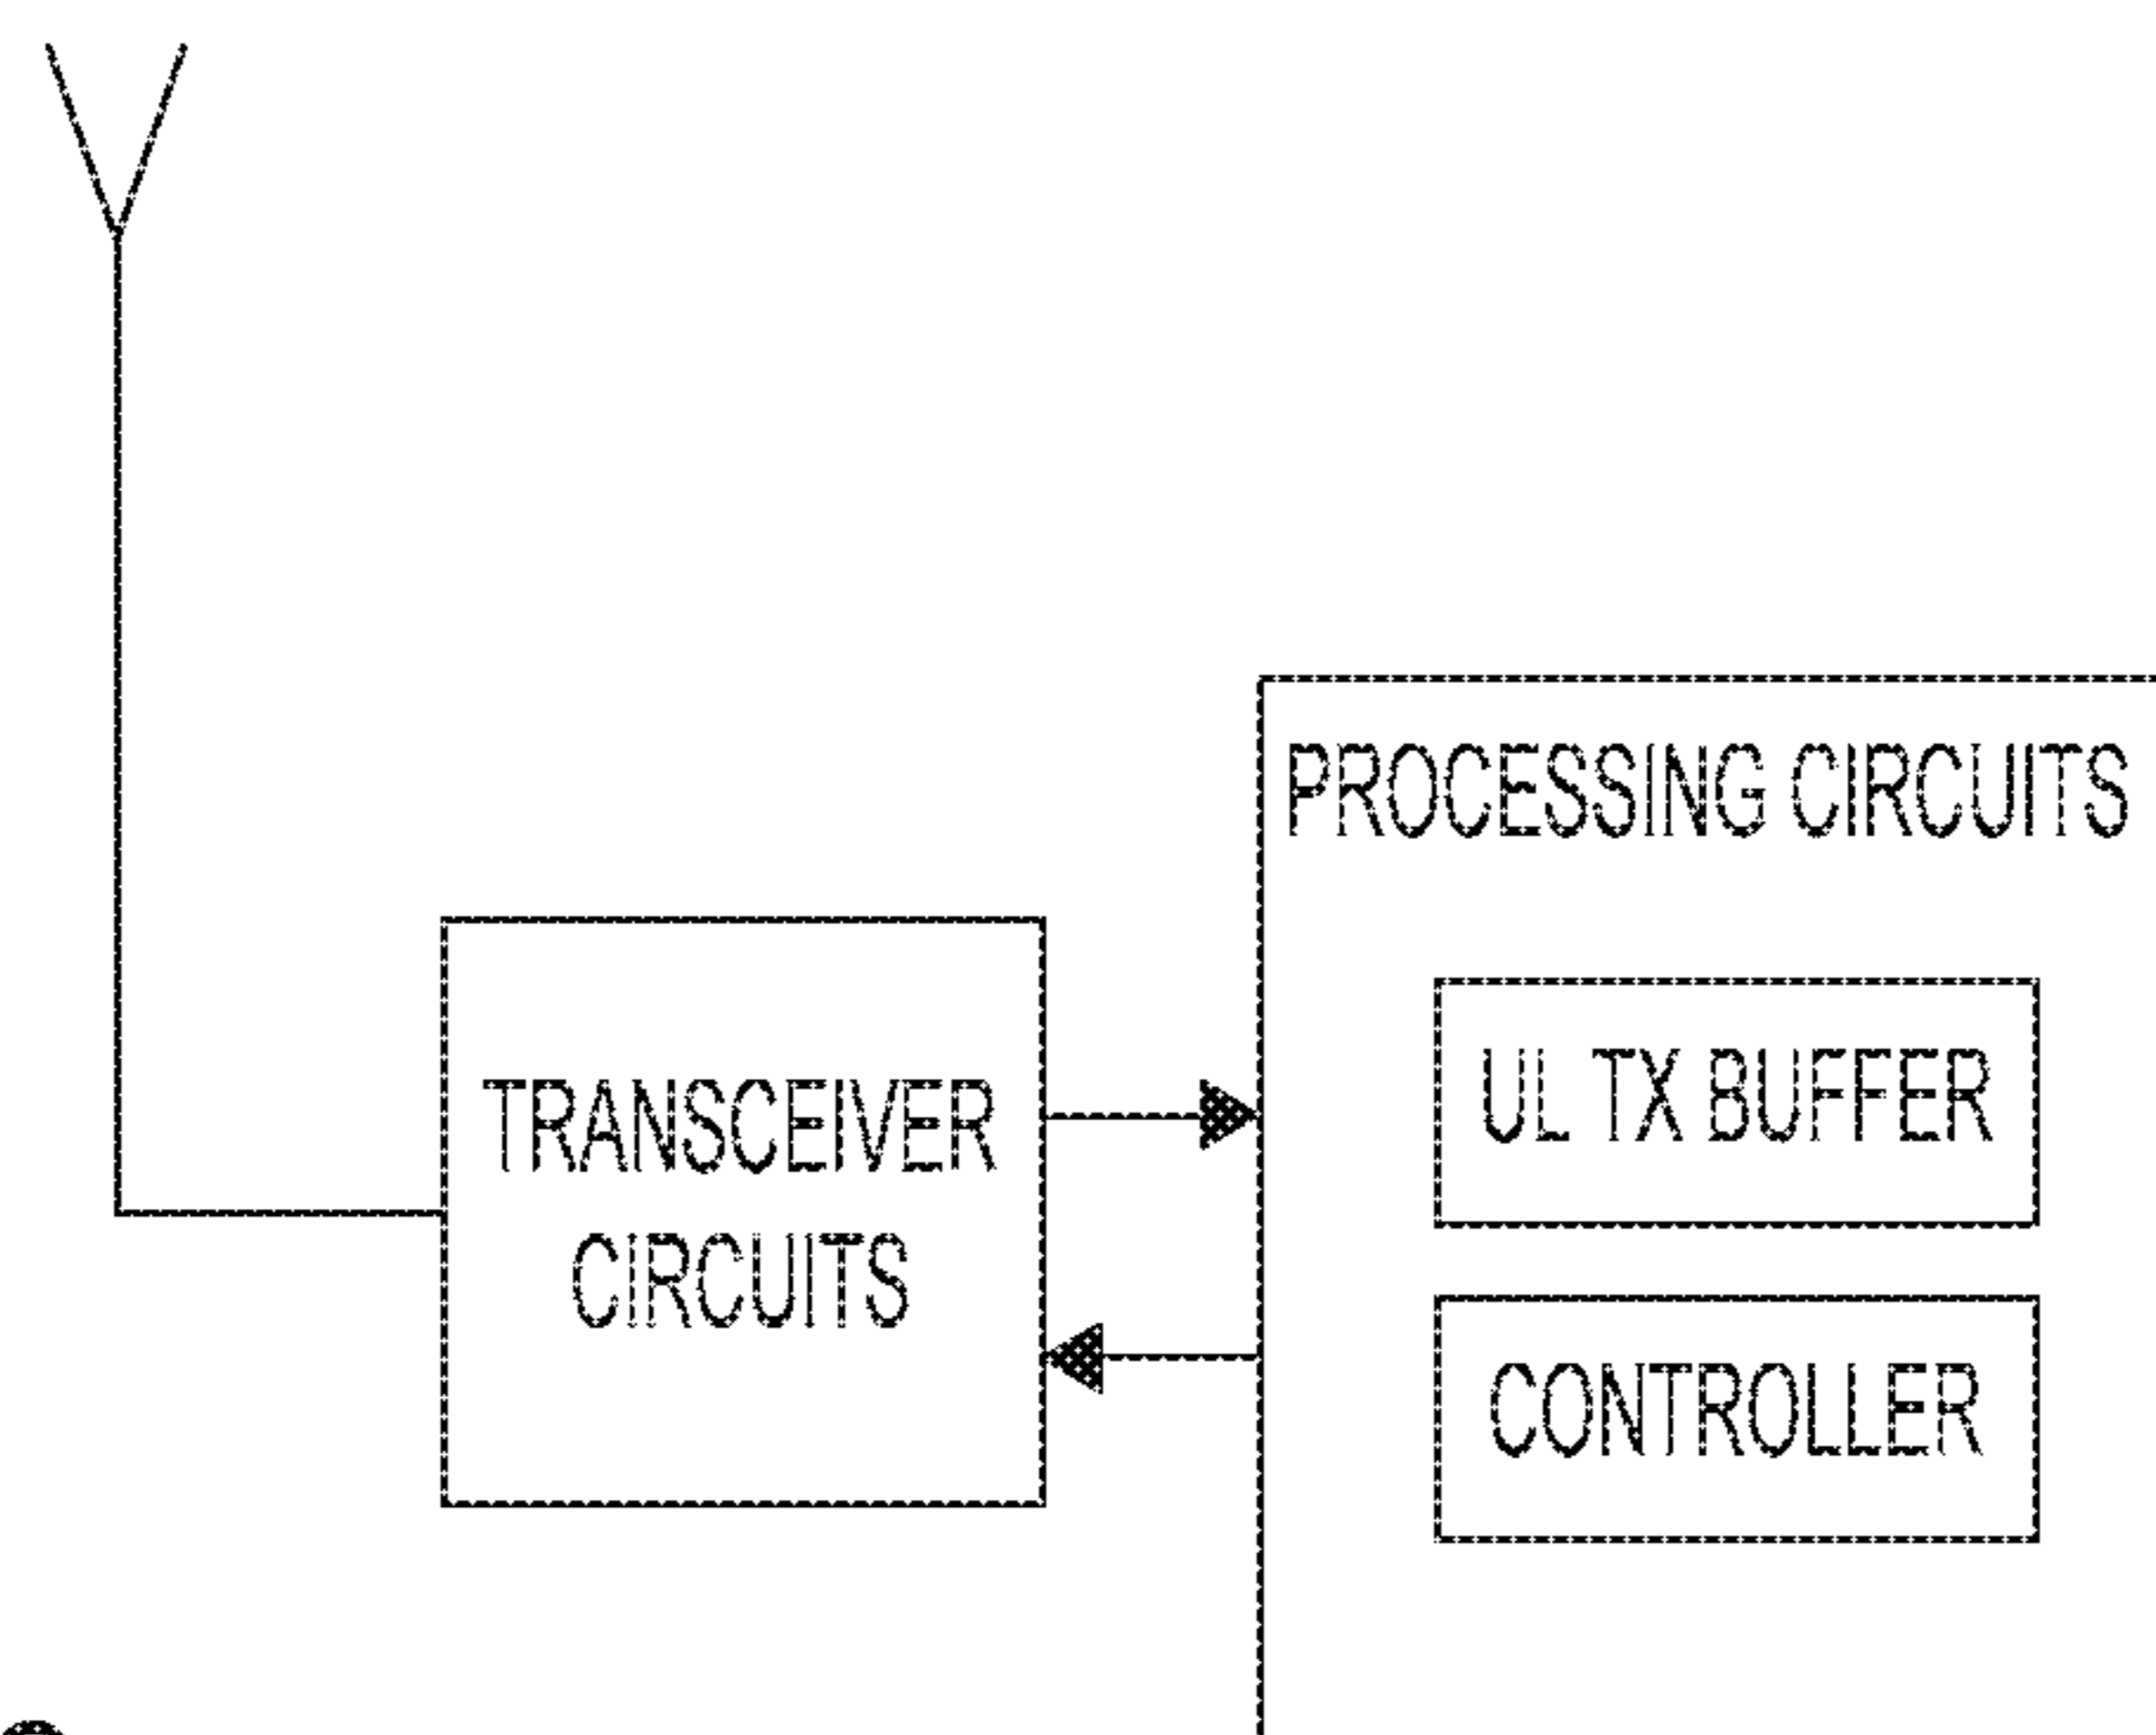 PROCESSING CIRCUITS
UL TX BUFFER
TRANSCEIVER
CIRCUITS
CONTROLLER